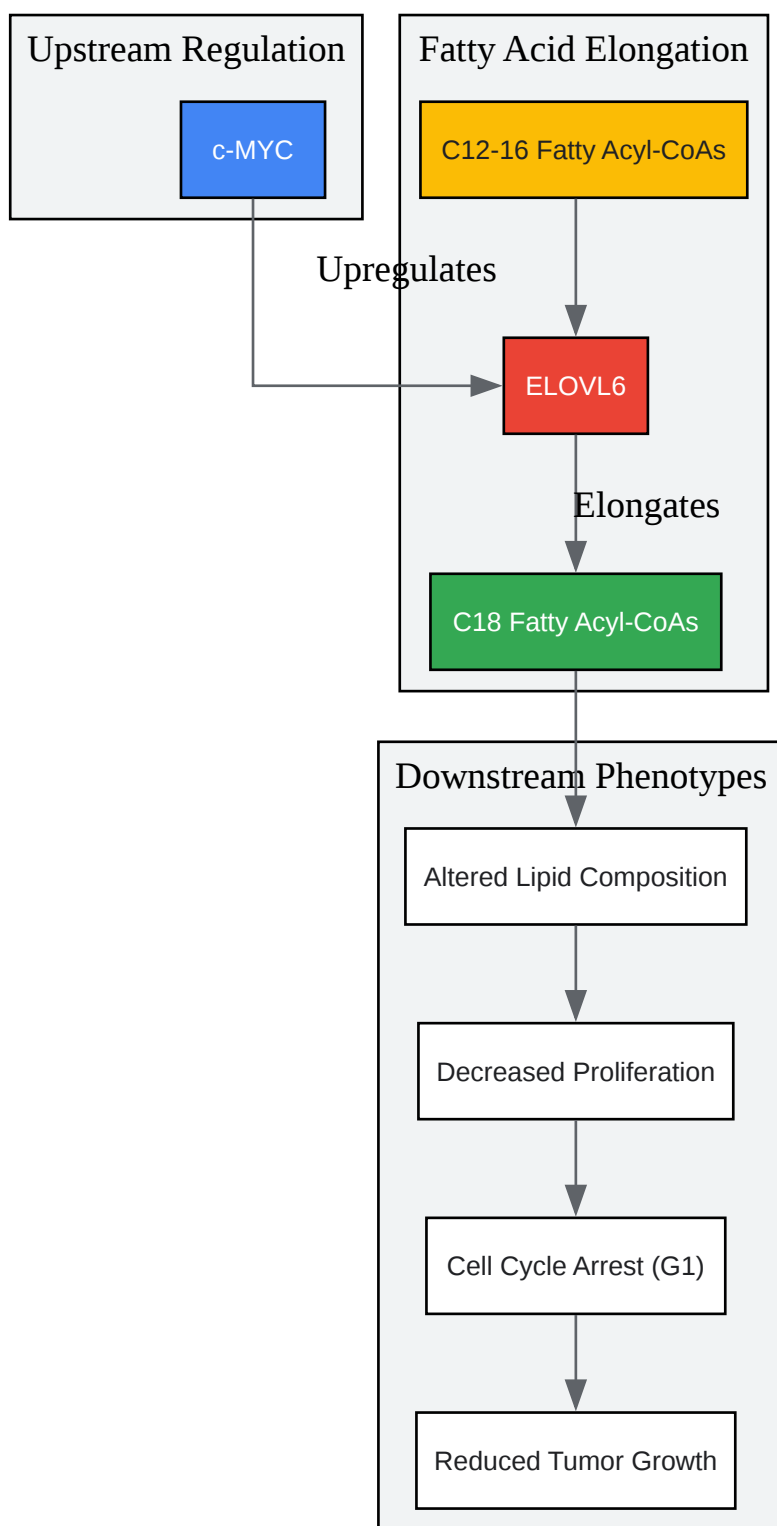 Upstream Regulation
Fatty Acid Elongation
c-MYC
C12-16 Fatty Acyl-CoAs
Upregulates
ELOVL6
Elongates
C18 Fatty Acyl-CoAs
Downstream Phenotypes
Altered Lipid Composition
Decreased Proliferation
Cell Cycle Arrest (G1)
Reduced Tumor Growth